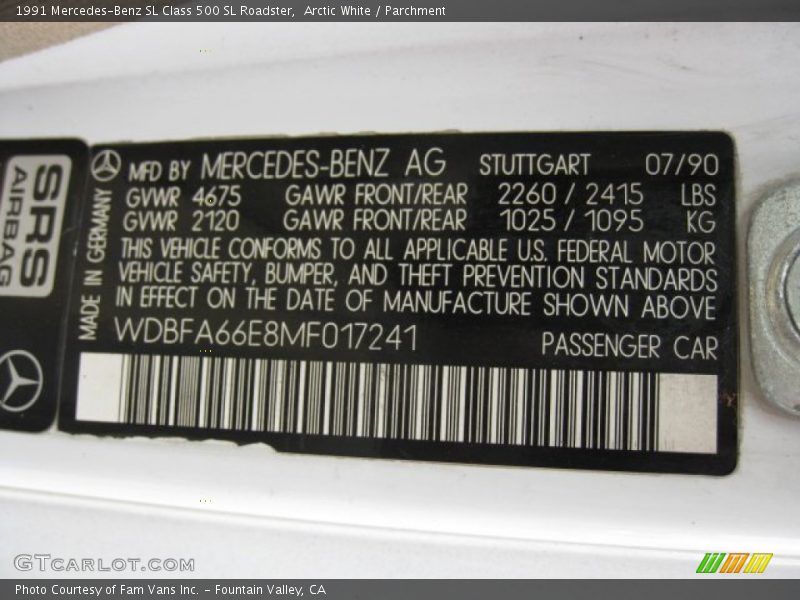 1991 Mercedes-Benz SL Class 500 SL Roadster,  Arctic White / Parchment
SRS
AIRBAG
MADE IN GERMANY
MFD BY MERCEDES-BENZ AG STUTTGART 07/90
GVWR 4675 GAWR FRONT/REAR 2260 / 2415 LBS
GVWR 2120 GAWR FRONT/REAR 1025 / 1095 KG
THIS VEHICLE CONFORMS TO ALL APPLICABLE U.S. FEDERAL MOTOR
VEHICLE SAFETY, BUMPER, AND THEFT PREVENTION STANDARDS
IN EFFECT ON THE DATE OF MANUFACTURE SHOWN ABOVE
WDBFA66E8MF017241 PASSENGER CAR
GTCARLOT.COM
Photo Courtesy of Fam Vans Inc. - Fountain Valley, CA